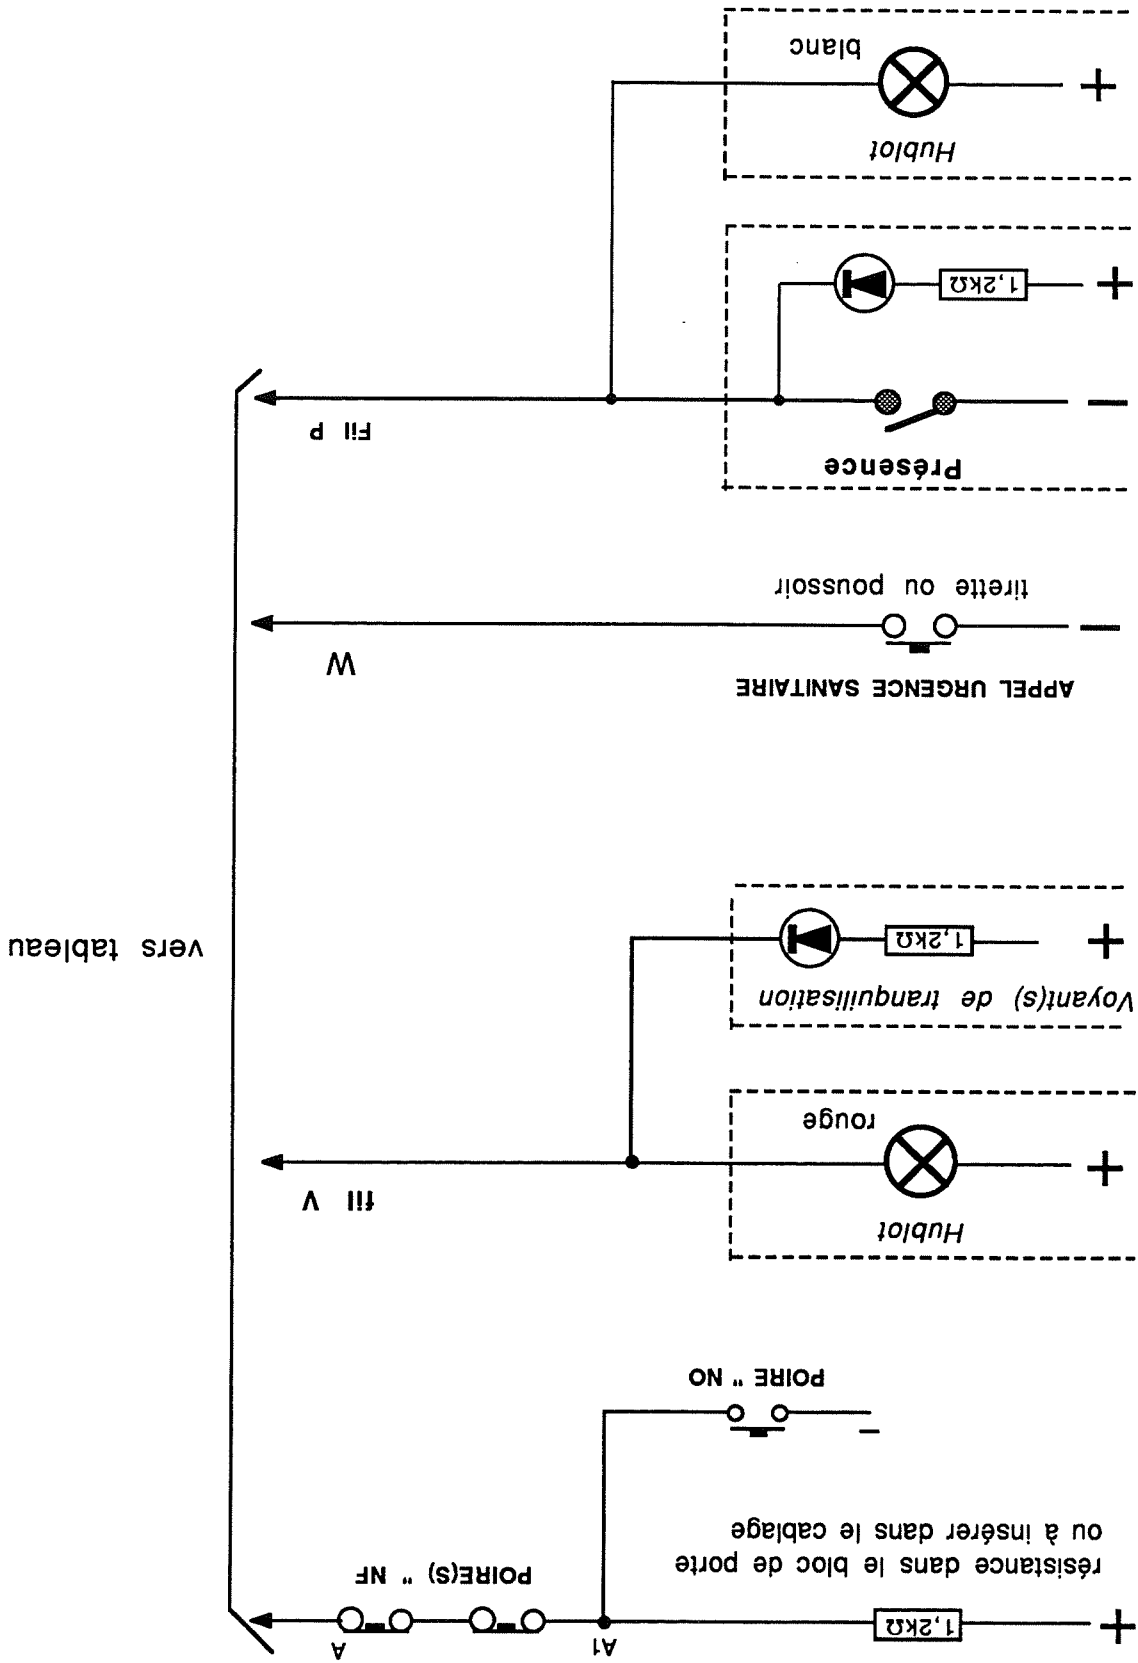 A1
A
1,2kΩ
+
POIRE(S) " NF
résistance dans le bloc de porte
ou à insérer dans le cablage
-
POIRE " NO
Hublot
fil V
+
rouge
Voyant(s) de tranquilisation
1,2kΩ
+
vers tableau
APPEL URGENCE SANITAIRE
W
-
tirette ou poussoir
Présence
Fil P
-
1,2kΩ
+
Hublot
+
blanc